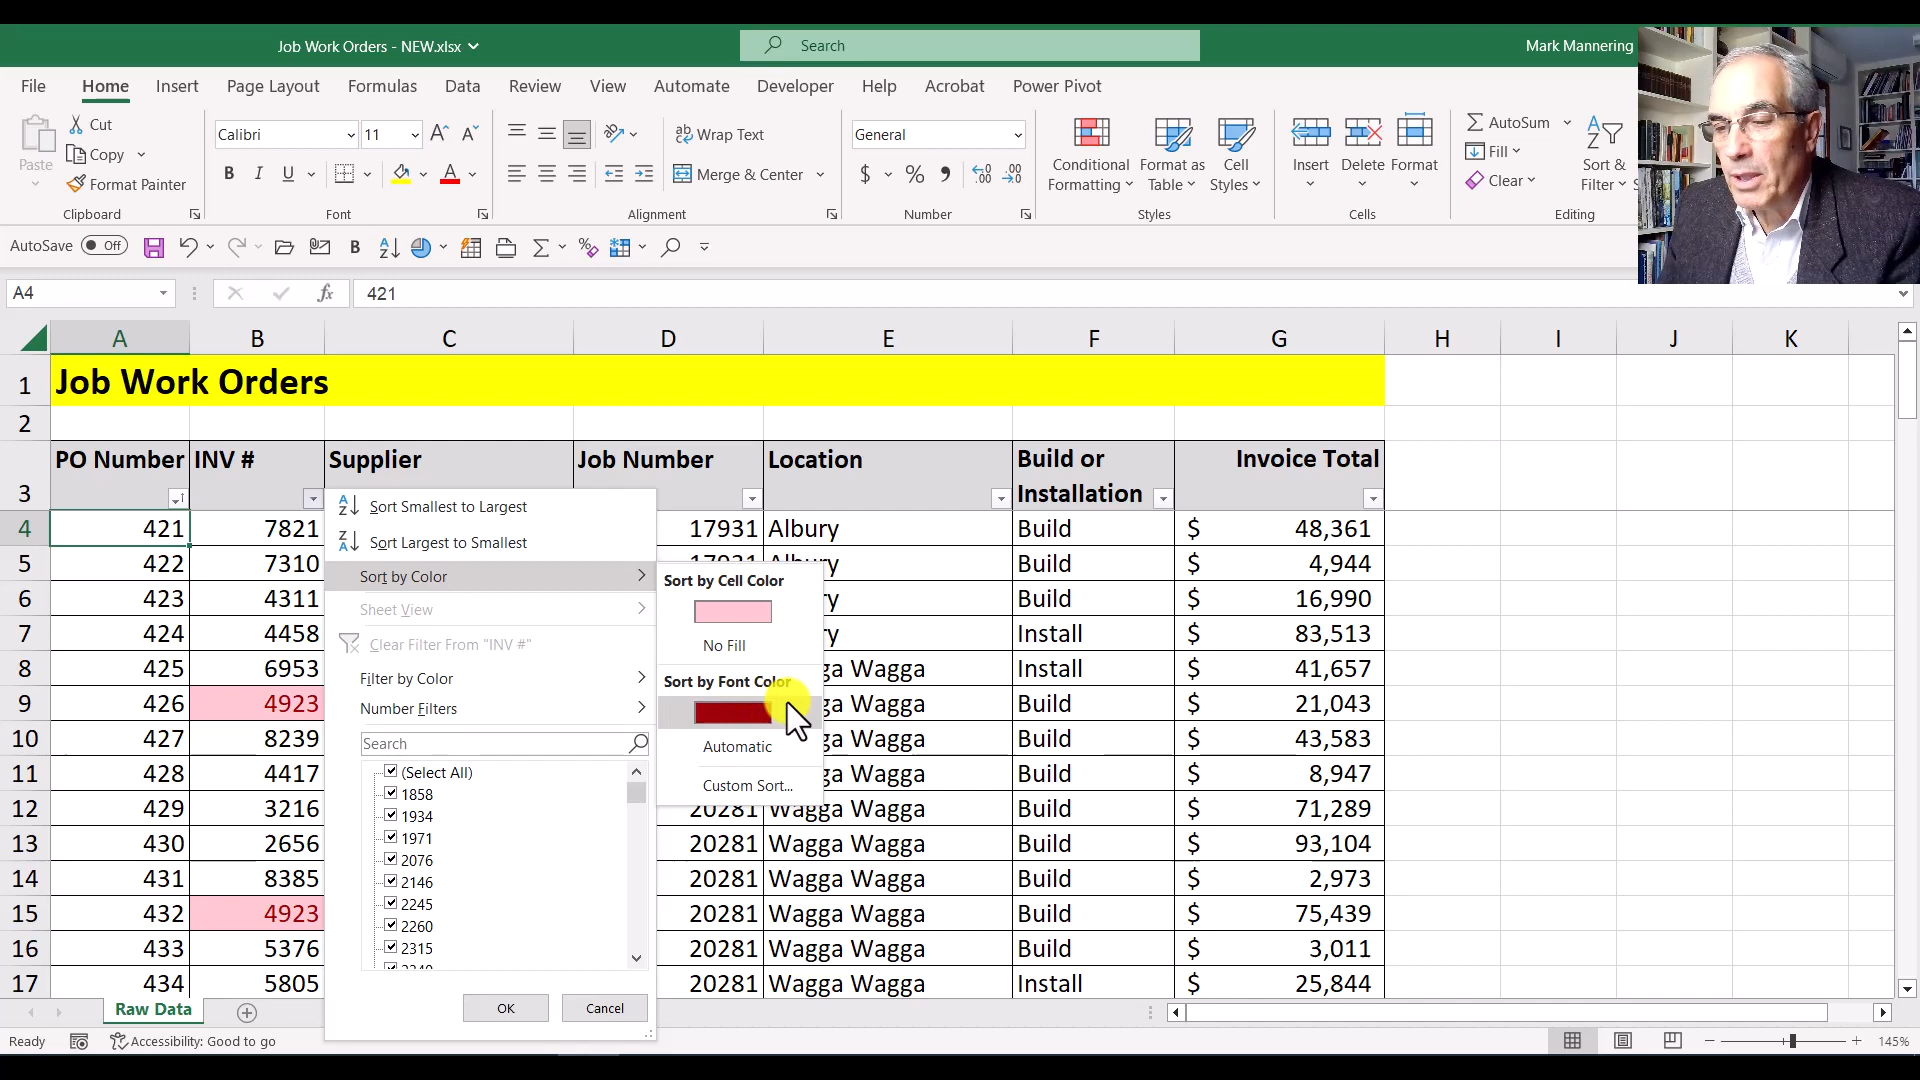 Job Work Orders - NEW.xlsx
Search
Mark Mannering
File Home Insert Page Layout Formulas Data Review View Automate Developer Help Acrobat Power Pivot
Cut
Calibri 11
Wrap Text
General
AutoSum
Copy
Fill
Paste
Conditional Formatting
Format as Table
Cell Styles
Insert Delete Format
Sort & Filter
Format Painter
B I U
Merge & Center
$ %
Clear
Clipboard Font Alignment Number Styles Cells Editing
AutoSave Off
A4
fx
421
A B C D E F G H I J K
1 Job Work Orders
2
3 PO Number INV # Supplier Job Number Location Build or Installation Invoice Total
4 421 7821 17931 Albury Build $ 48,361
5 422 7310 Build $ 4,944
6 423 4311 Build $ 16,990
7 424 4458 Install $ 83,513
8 425 6953 Wagga Install $ 41,657
9 426 4923 Wagga Build $ 21,043
10 427 8239 Wagga Build $ 43,583
11 428 4417 Wagga Build $ 8,947
12 429 3216 20281 Wagga Wagga Build $ 71,289
13 430 2656 20281 Wagga Wagga Build $ 93,104
14 431 8385 20281 Wagga Wagga Build $ 2,973
15 432 4923 20281 Wagga Wagga Build $ 75,439
16 433 5376 20281 Wagga Wagga Build $ 3,011
17 434 5805 20281 Wagga Wagga Install $ 25,844
Sort Smallest to Largest
Sort Largest to Smallest
Sort by Color
Sheet View
Clear Filter From "INV #"
Filter by Color
Number Filters
Search
(Select All)
1858
1934
1971
2076
2146
2245
2260
2315
OK Cancel
Sort by Cell Color
No Fill
Sort by Font Color
Automatic
Custom Sort...
Raw Data
Ready
Accessibility: Good to go
145%